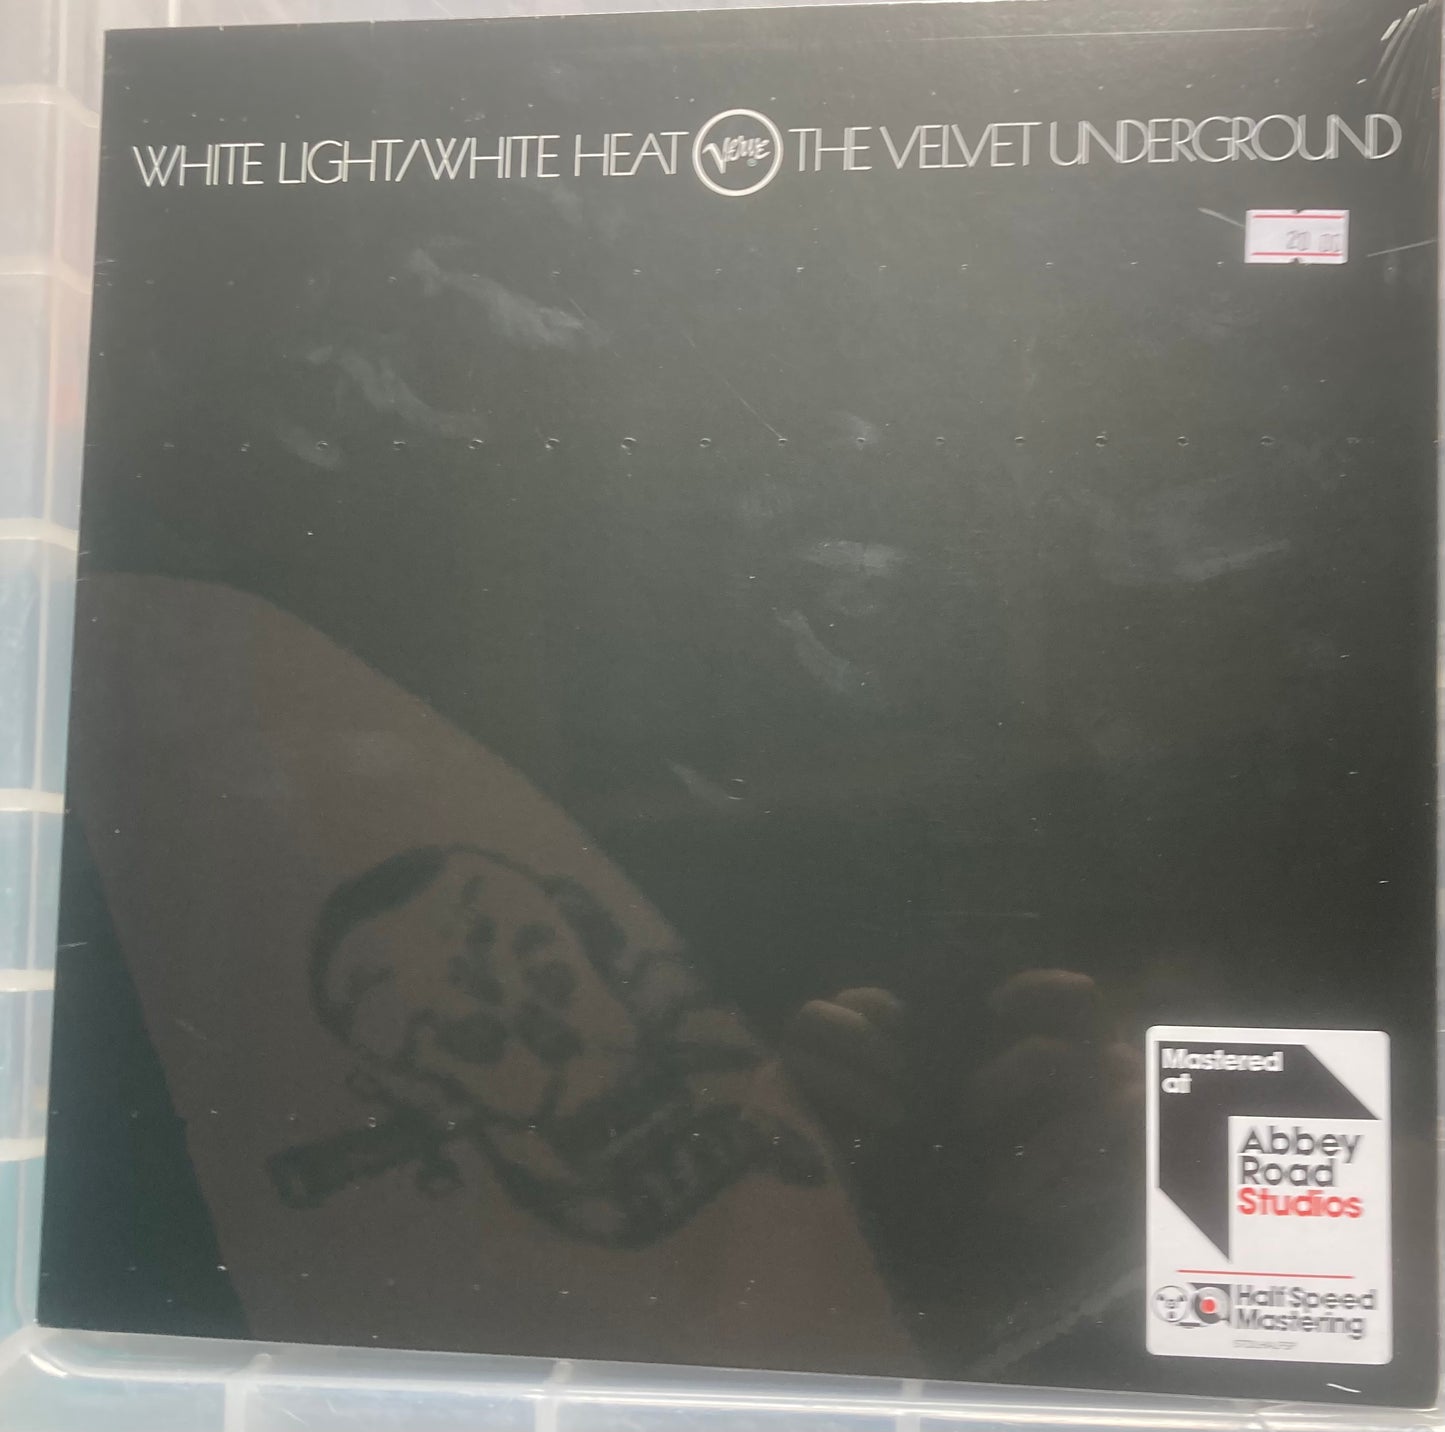 WHITE LIGHT/WHITE HEAT Verve THE VELVET UNDERGROUND
20 00
Mastered
at
Abbey
Road
Studios
Half Speed
Mastering